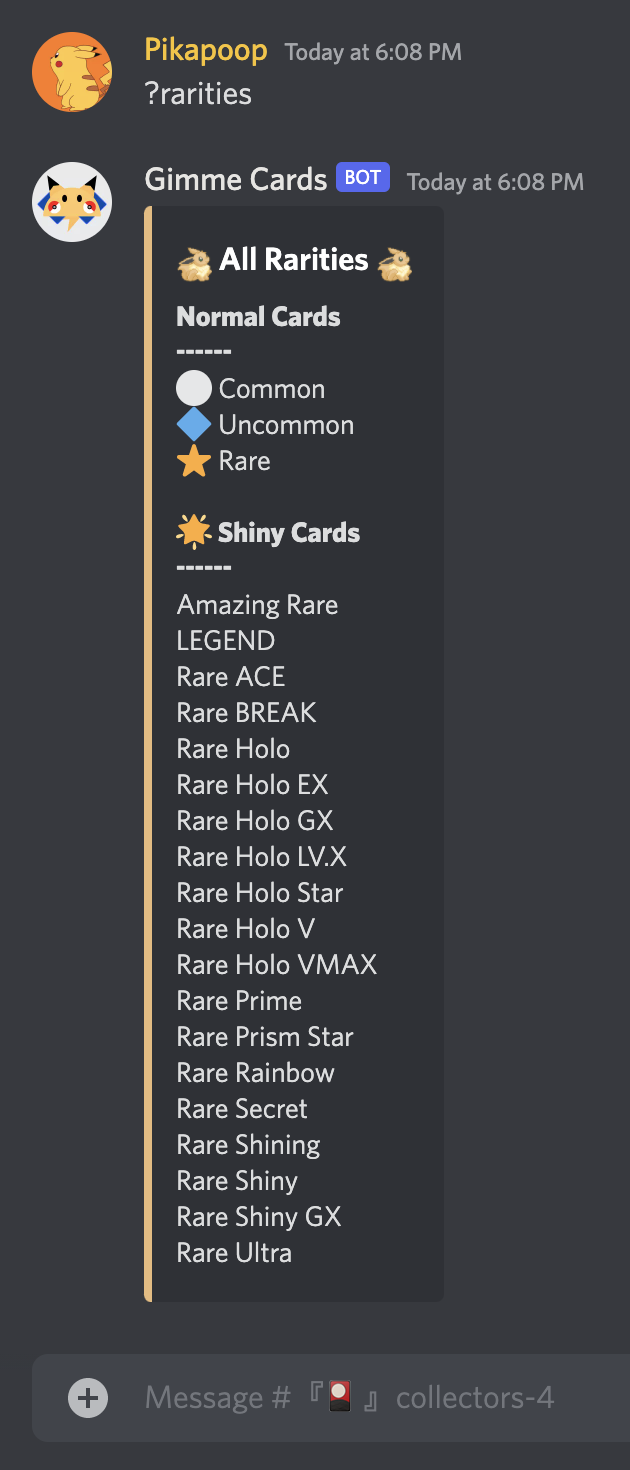 Pikapoop Today at 6:08 PM
?rarities
Gimme Cards BOT Today at 6:08 PM
All Rarities
Normal Cards
------
Common
Uncommon
Rare
Shiny Cards
------
Amazing Rare
LEGEND
Rare ACE
Rare BREAK
Rare Holo
Rare Holo EX
Rare Holo GX
Rare Holo LV.X
Rare Holo Star
Rare Holo V
Rare Holo VMAX
Rare Prime
Rare Prism Star
Rare Rainbow
Rare Secret
Rare Shining
Rare Shiny
Rare Shiny GX
Rare Ultra
Message # 『🎴』 collectors-4